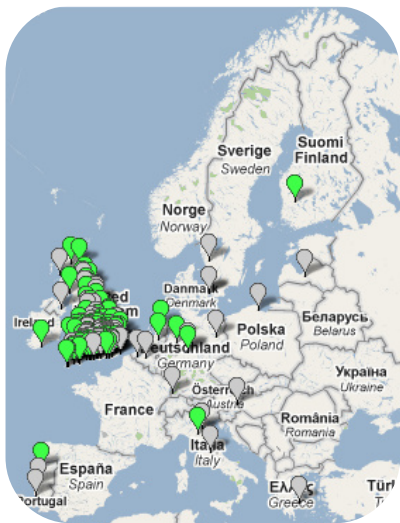 Sverige
Sweden
Suomi
Finland
Norge
Norway
Danmark
Denmark
Ireland
Беларусь
Belarus
Polska
Poland
Deutschland
Germany
Україна
Ukraine
Österreich
Austria
France
România
Romania
Italia
Italy
España
Spain
Portugal
Greece